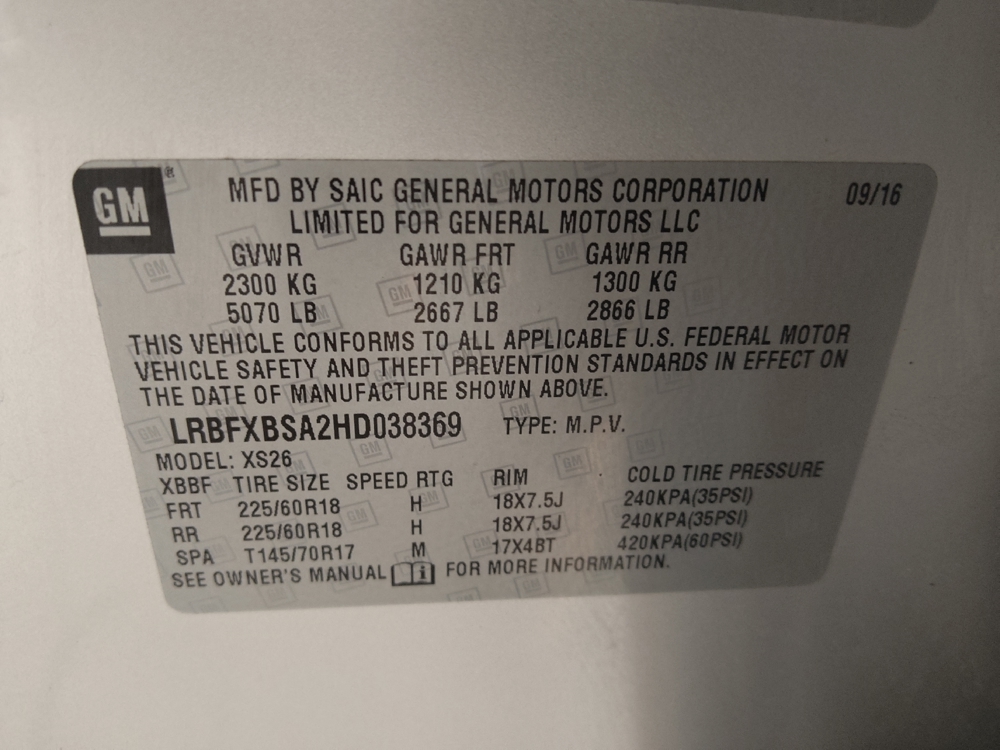 GM®
MFD BY SAIC GENERAL MOTORS CORPORATION 09/16
LIMITED FOR GENERAL MOTORS LLC
GVWR GAWR FRT GAWR RR
2300 KG 1210 KG 1300 KG
5070 LB 2667 LB 2866 LB
THIS VEHICLE CONFORMS TO ALL APPLICABLE U.S. FEDERAL MOTOR
VEHICLE SAFETY AND THEFT PREVENTION STANDARDS IN EFFECT ON
THE DATE OF MANUFACTURE SHOWN ABOVE.
LRBFXBSA2HD038369 TYPE: M.P.V.
MODEL: XS26
XBBF TIRE SIZE SPEED RTG RIM COLD TIRE PRESSURE
FRT 225/60R18 H 18X7.5J 240KPA(35PSI)
RR 225/60R18 H 18X7.5J 240KPA(35PSI)
SPA T145/70R17 M 17X4BT 420KPA(60PSI)
SEE OWNER'S MANUAL i FOR MORE INFORMATION.